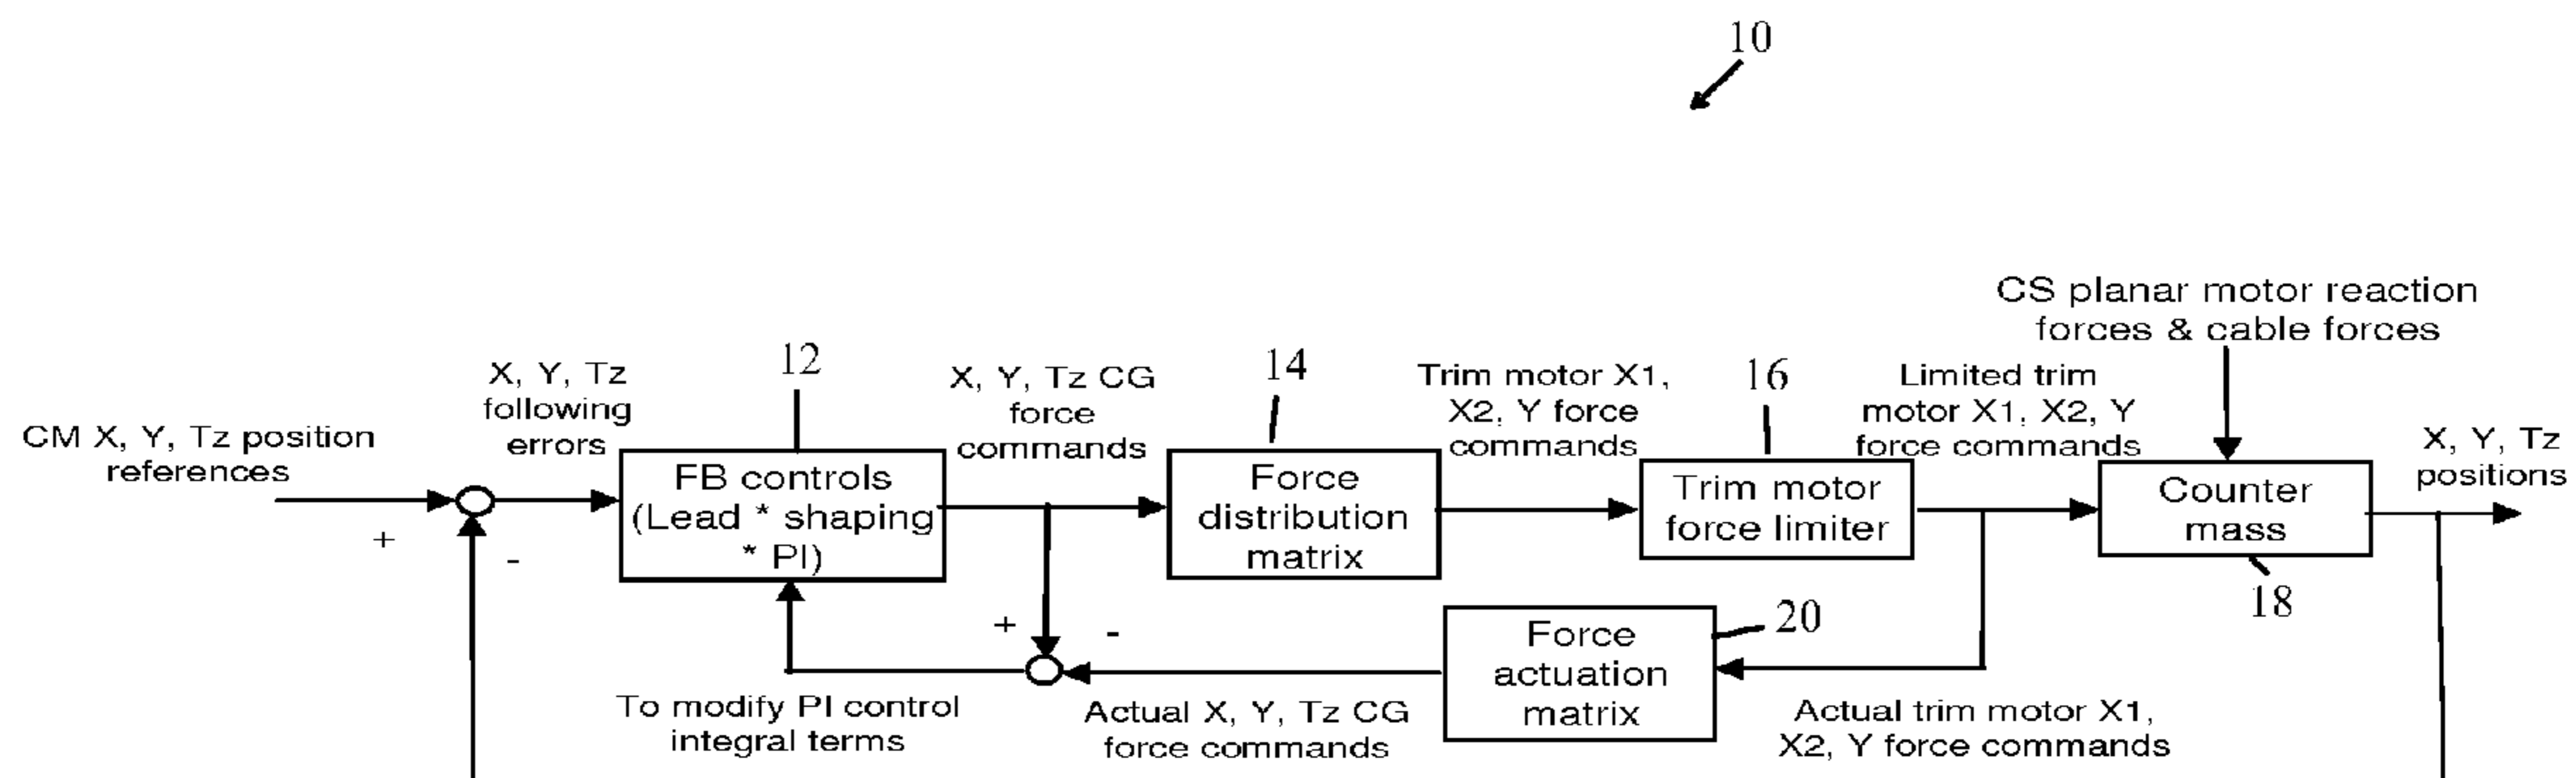 10
CS planar motor reaction
forces & cable forces
12
14
16
X, Y, Tz
following
errors
X, Y, Tz CG
force
commands
Trim motor X1,
X2, Y force
commands
Limited trim
motor X1, X2, Y
force commands
CM X, Y, Tz position
references
X, Y, Tz
positions
+
-
FB controls
(Lead * shaping
* PI)
Force
distribution
matrix
Trim motor
force limiter
Counter
mass
18
+
-
Force
actuation
matrix
20
To modify PI control
integral terms
Actual X, Y, Tz CG
force commands
Actual trim motor X1,
X2, Y force commands